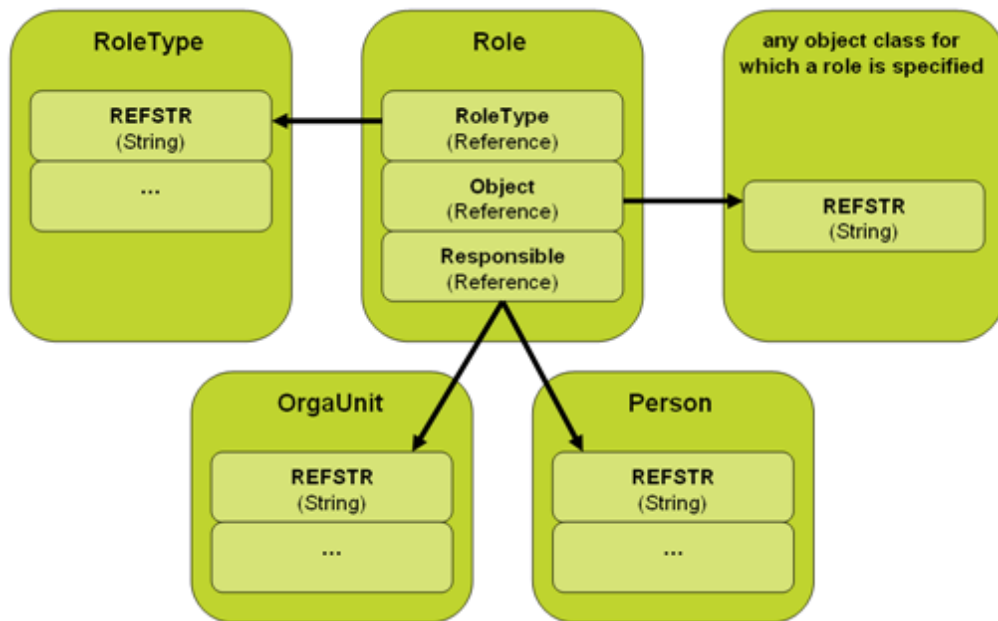 RoleType
REFSTR
(String)
...
Role
RoleType
(Reference)
Object
(Reference)
Responsible
(Reference)
any object class for
which a role is specified
REFSTR
(String)
OrgaUnit
REFSTR
(String)
...
Person
REFSTR
(String)
...